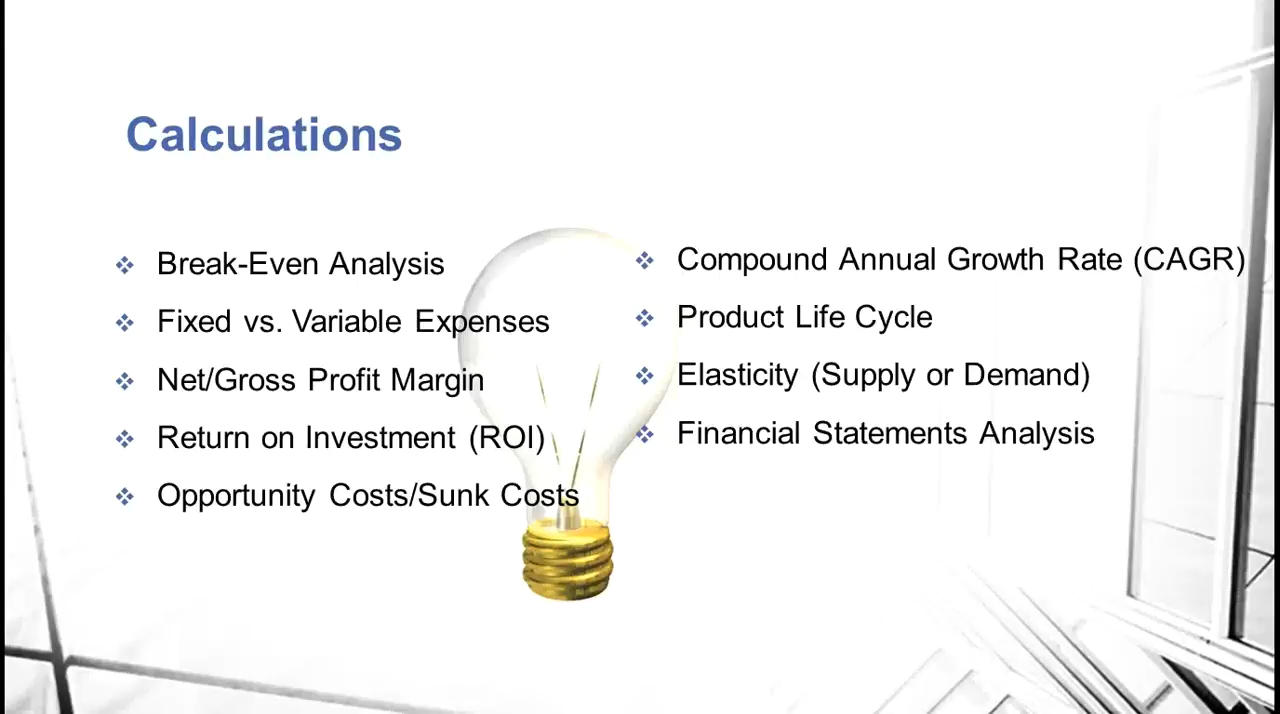 Calculations
Break-Even Analysis
Fixed vs. Variable Expenses
Net/Gross Profit Margin
Return on Investment (ROI)
Opportunity Costs/Sunk Costs
Compound Annual Growth Rate (CAGR)
Product Life Cycle
Elasticity (Supply or Demand)
Financial Statements Analysis